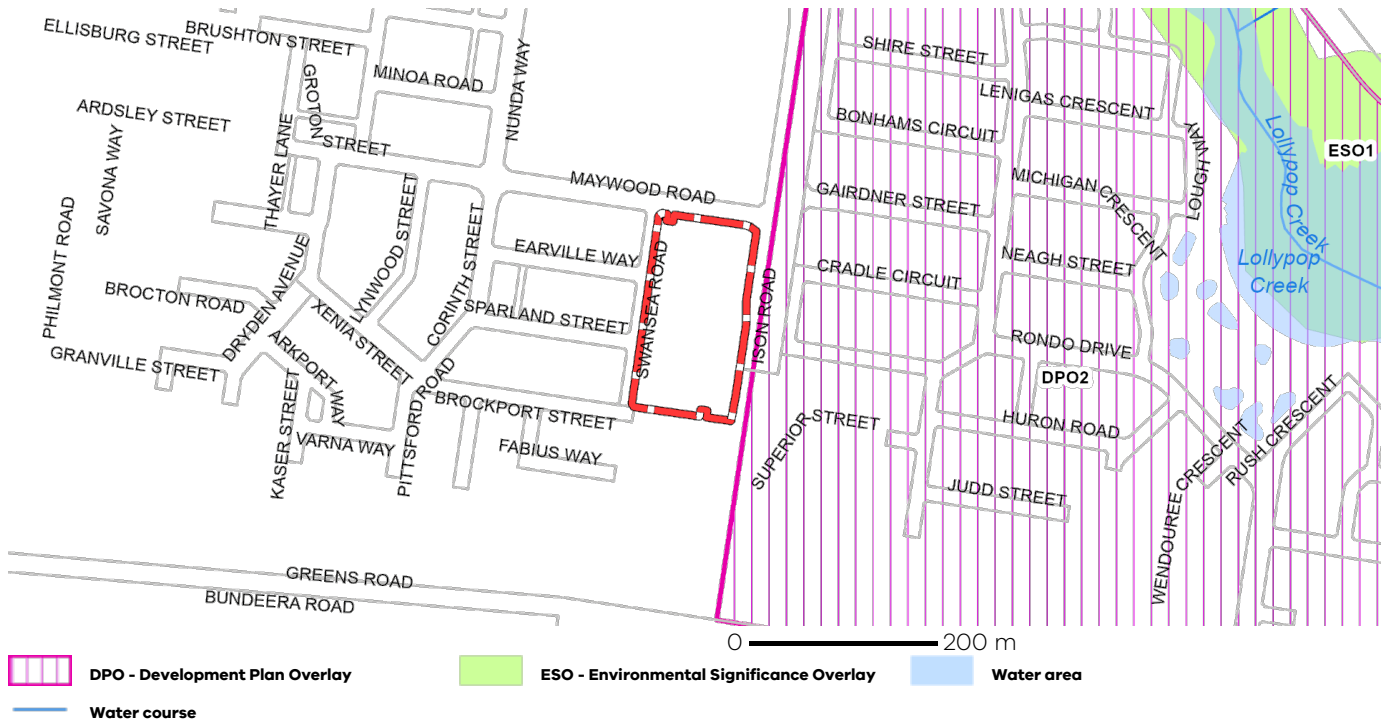 ELLISBURG STREET
BRUSHTON STREET
MINOA ROAD
NUNDA WAY
GROTON
STREET
ARDSLEY STREET
SAVONA WAY
THAYER LANE
PHILMONT ROAD
LYNWOOD STREET
CORINTH STREET
MAYWOOD ROAD
EARVILLE WAY
SWANSEA ROAD
ISON ROAD
SPARLAND STREET
BROCTON ROAD
DRYDEN AVENUE
XENIA STREET
GRANVILLE STREET
ARKPORT WAY
KASER STREET
VARNA WAY
PITTSFORD ROAD
BROCKPORT STREET
FABIUS WAY
GREENS ROAD
BUNDEERA ROAD
SHIRE STREET
LENIGAS CRESCENT
BONHAMS CIRCUIT
LOUGH WAY
MICHIGAN CRESCENT
GAIRDNER STREET
NEAGH STREET
CRADLE CIRCUIT
RONDO DRIVE
DPO2
HURON ROAD
SUPERIOR STREET
JUDD STREET
WENDOUREE CRESCENT
RUSH CRESCENT
Lollypop Creek
Lollypop
Creek
ESO1
0 200 m
DPO - Development Plan Overlay
ESO - Environmental Significance Overlay
Water area
Water course